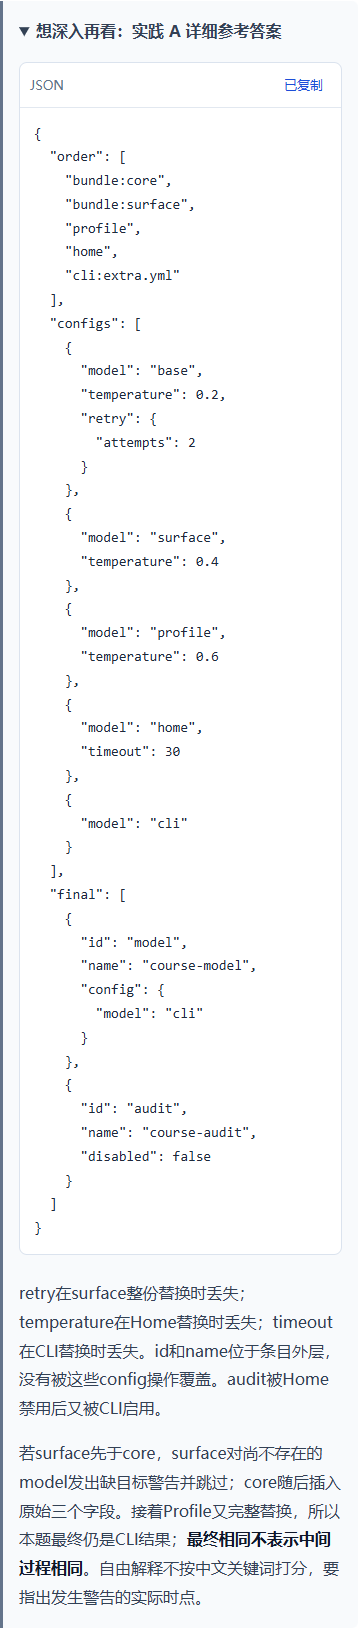 ▼ 想深入再看：实践 A 详细参考答案
JSON
已复制
{
  "order": [
    "bundle:core",
    "bundle:surface",
    "profile",
    "home",
    "cli:extra.yml"
  ],
  "configs": [
    {
      "model": "base",
      "temperature": 0.2,
      "retry": {
        "attempts": 2
      }
    },
    {
      "model": "surface",
      "temperature": 0.4
    },
    {
      "model": "profile",
      "temperature": 0.6
    },
    {
      "model": "home",
      "timeout": 30
    },
    {
      "model": "cli"
    }
  ],
  "final": [
    {
      "id": "model",
      "name": "course-model",
      "config": {
        "model": "cli"
      }
    },
    {
      "id": "audit",
      "name": "course-audit",
      "disabled": false
    }
  ]
}
retry在surface整份替换时丢失；
temperature在Home替换时丢失；timeout
在CLI替换时丢失。id和name位于条目外层，
没有被这些config操作覆盖。audit被Home
禁用后又被CLI启用。
若surface先于core，surface对尚不存在的
model发出缺目标警告并跳过；core随后插入
原始三个字段。接着Profile又完整替换，所以
本题最终仍是CLI结果；最终相同不表示中间
过程相同。自由解释不按中文关键词打分，要
指出发生警告的实际时点。